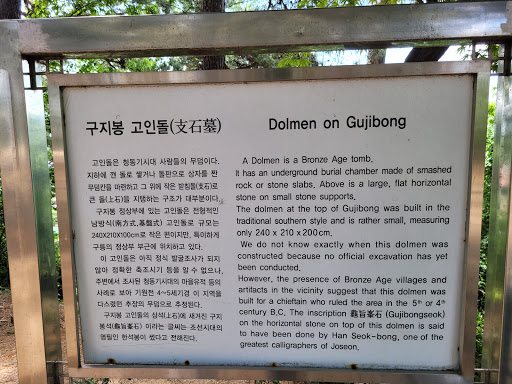 구지봉 고인돌(支石墓)
고인돌은 청동기시대 사람들의 무덤이다.
지하에 깬 돌로 쌓거나 돌판으로 상자를 짠
무덤칸을 마련하고 그 위에 작은 받침돌(支石)로
큰 돌(上石)을 지탱하는 구조가 대부분이다.
구지봉 정상부에 있는 고인돌은 전형적인
남방식(南方式,碁盤式) 고인돌로 규모는
240X210X100cm로 작은 편이지만, 특이하게
구릉의 정상부 부근에 위치하고 있다.
이 고인돌은 아직 정식 발굴조사가 되지
않아 정확한 축조시기 등을 알 수 없으나,
주변에서 조사된 청동기시대의 마을유적 등의
사례로 보아 기원전 4~5세기경 이 지역을
다스렸던 추장의 무덤으로 추정된다.
고인돌의 상석(上石)에 새겨진 구지
봉석(龜旨峯石) 이라는 글씨는 조선시대의
명필인 한석봉이 썼다고 전해진다.
Dolmen on Gujibong
A Dolmen is a Bronze Age tomb.
It has an underground burial chamber made of smashed
rock or stone slabs. Above is a large, flat horizontal
stone on small stone supports.
The dolmen at the top of Gujibong was built in the
traditional southern style and is rather small, measuring
only 240 x 210 x 200cm,
We do not know exactly when this dolmen was
constructed because no official excavation has yet
been conducted.
However, the presence of Bronze Age villages and
artifacts in the vicinity suggest that this dolmen was
built for a chieftain who ruled the area in the 5th or 4th
century B.C. The inscription 龜旨峯石 (Gujibongseok)
on the horizontal stone on top of this dolmen is said
to have been done by Han Seok-bong, one of the
greatest calligraphers of Joseon.